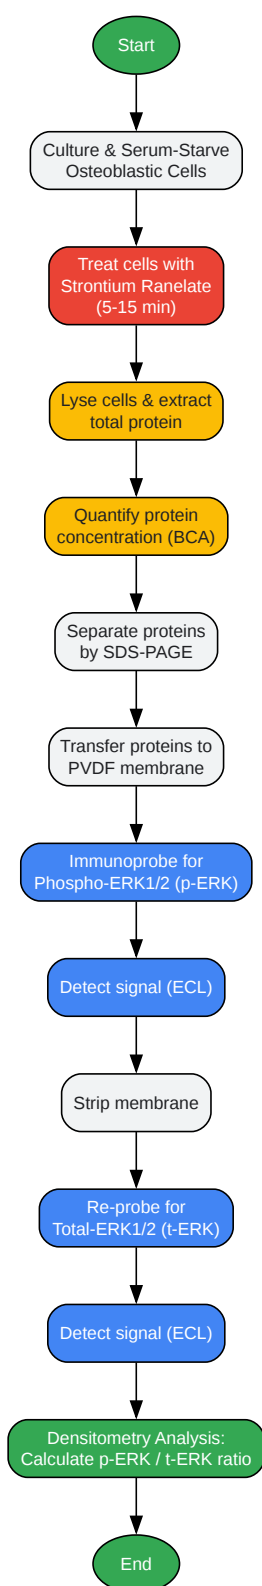 Start
Culture & Serum-Starve
Osteoblastic Cells
Treat cells with
Strontium Ranelate
(5-15 min)
Lyse cells & extract
total protein
Quantify protein
concentration (BCA)
Separate proteins
by SDS-PAGE
Transfer proteins to
PVDF membrane
Immunoprobe for
Phospho-ERK1/2 (p-ERK)
Detect signal (ECL)
Strip membrane
Re-probe for
Total-ERK1/2 (t-ERK)
Detect signal (ECL)
Densitometry Analysis:
Calculate p-ERK / t-ERK ratio
End